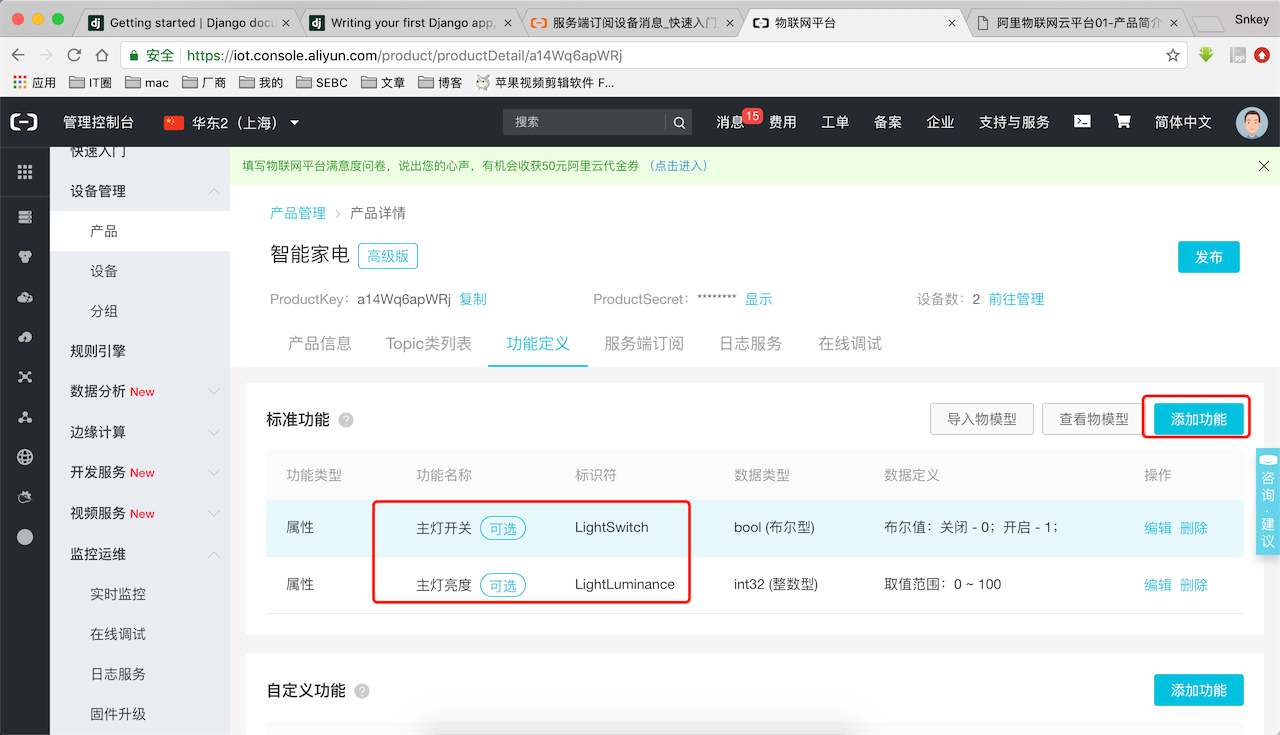 Getting started | Django docu
Writing your first Django app,
服务端订阅设备消息_快速入门
物联网平台
阿里物联网云平台01-产品简介
Snkey
安全
https://iot.console.aliyun.com/product/productDetail/a14Wq6apWRj
应用
IT圈
mac
厂商
我的
SEBC
文章
博客
苹果视频剪辑软件 F...
管理控制台
华东2（上海）
搜索
消息
15
费用
工单
备案
企业
支持与服务
简体中文
快速入门
设备管理
产品
设备
分组
规则引擎
数据分析 New
边缘计算
开发服务 New
视频服务 New
监控运维
实时监控
在线调试
日志服务
固件升级
填写物联网平台满意度问卷，说出您的心声，有机会收获50元阿里云代金券 （点击进入）
产品管理 > 产品详情
智能家电 高级版
发布
ProductKey： a14Wq6apWRj 复制
ProductSecret： ******** 显示
设备数： 2 前往管理
产品信息
Topic类列表
功能定义
服务端订阅
日志服务
在线调试
标准功能 ?
导入物模型
查看物模型
添加功能
功能类型 功能名称 标识符 数据类型 数据定义 操作
属性 主灯开关 可选 LightSwitch bool (布尔型) 布尔值：关闭 - 0；开启 - 1； 编辑 删除
属性 主灯亮度 可选 LightLuminance int32 (整数型) 取值范围：0 ~ 100 编辑 删除
自定义功能 ?
添加功能
咨
询
·
建
议